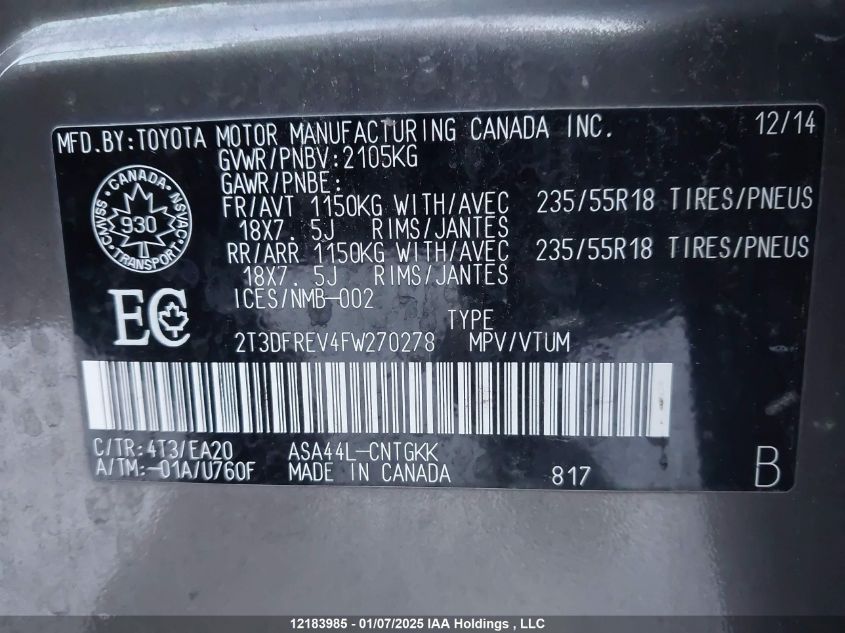 MFD.BY:TOYOTA MOTOR MANUFACTURING CANADA INC. 12/14
GVWR/PNBV:2105KG
GAWR/PNBE:
FR/AVT 1150KG WITH/AVEC 235/55R18 TIRES/PNEUS
18X7.5J RIMS/JANTES
RR/ARR 1150KG WITH/AVEC 235/55R18 TIRES/PNEUS
18X7.5J RIMS/JANTES
ICES/NMB-002
CANADA
CMVSS 930 NSVAC
TRANSPORT
EC
TYPE
2T3DFREV4FW270278 MPV/VTUM
C/TR:4T3/EA20 ASA44L-CNTGKK
A/TM:-01A/U760F MADE IN CANADA 817 B
12183985 - 01/07/2025 IAA Holdings , LLC